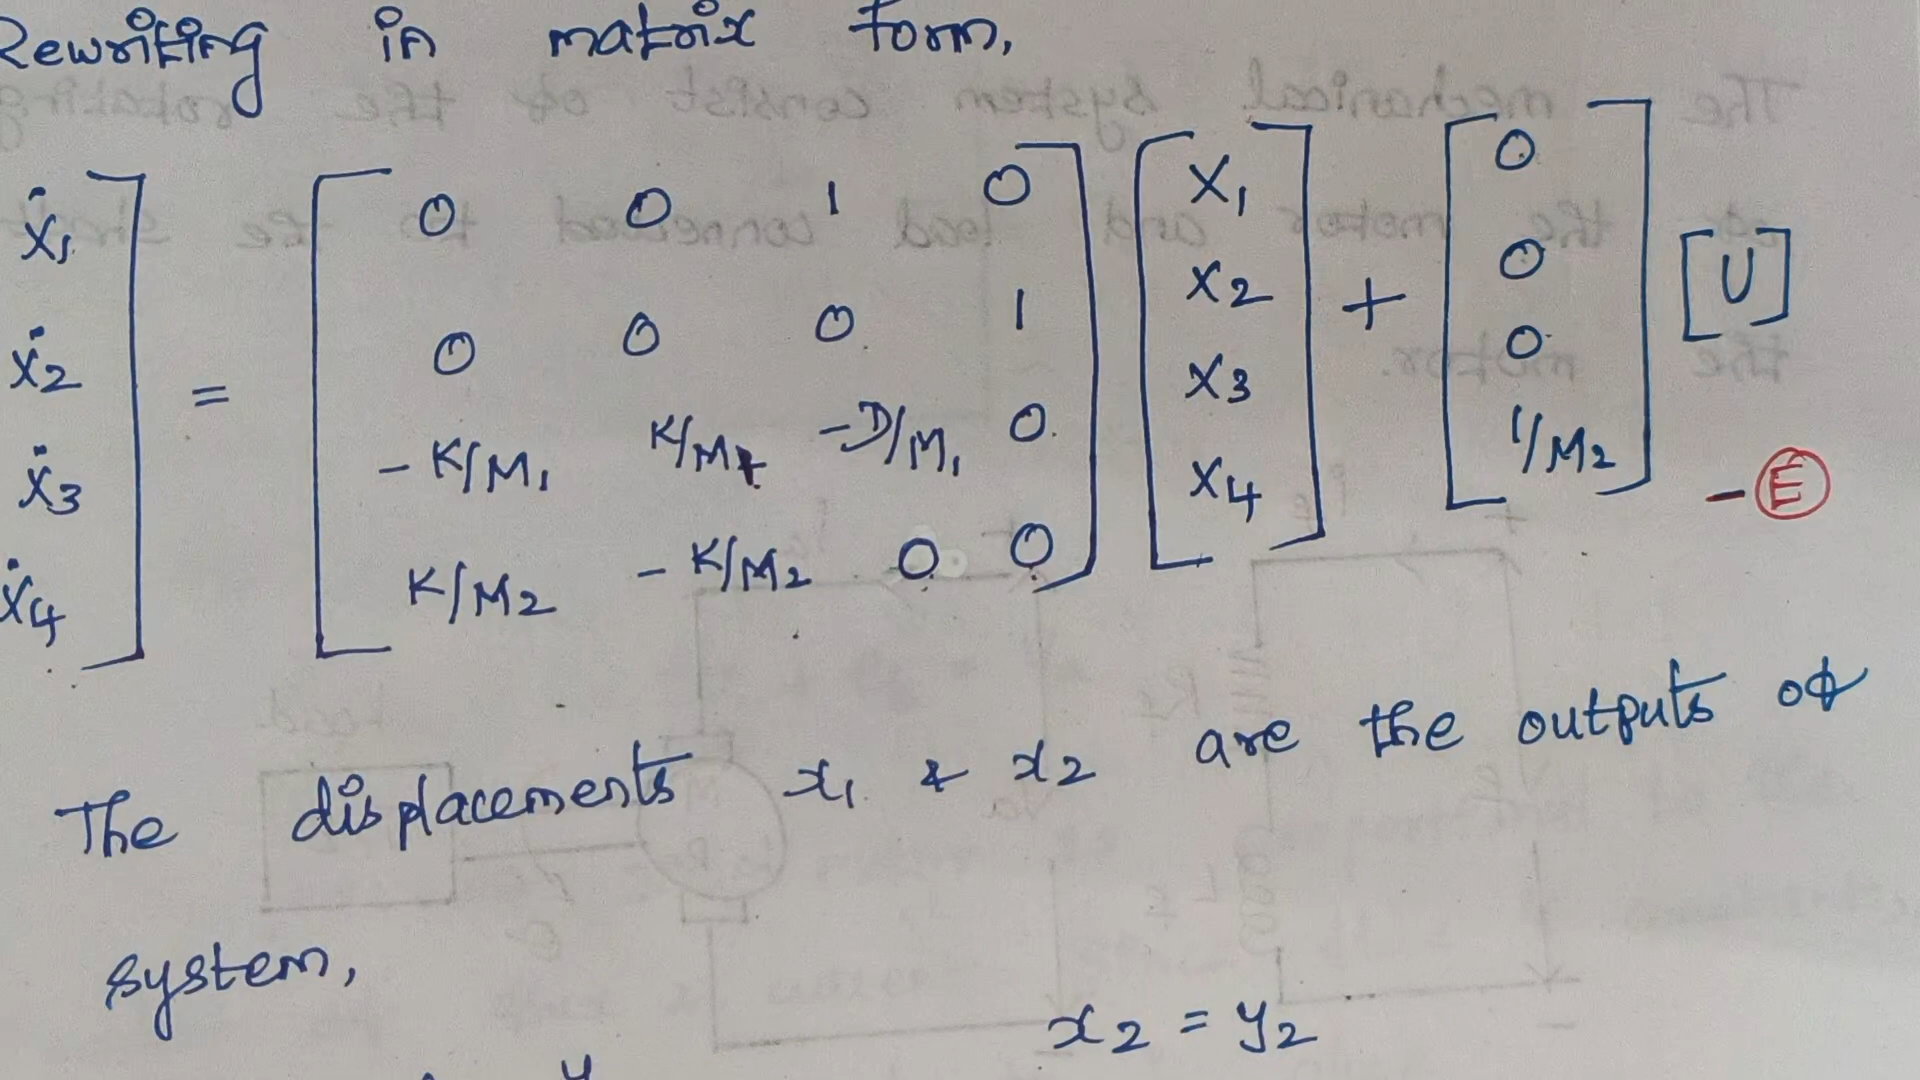 Rewriting in matrix form,
[Ẋ1 Ẋ2 Ẋ3 Ẋ4] = [0 0 1 0; 0 0 0 1; -K/M1 K/M1 -D/M1 0; K/M2 -K/M2 0 0] [X1 X2 X3 X4] + [0 0 0 1/M2] [U] - E
The displacements x1 & x2 are the outputs of
system,
x2 = y2